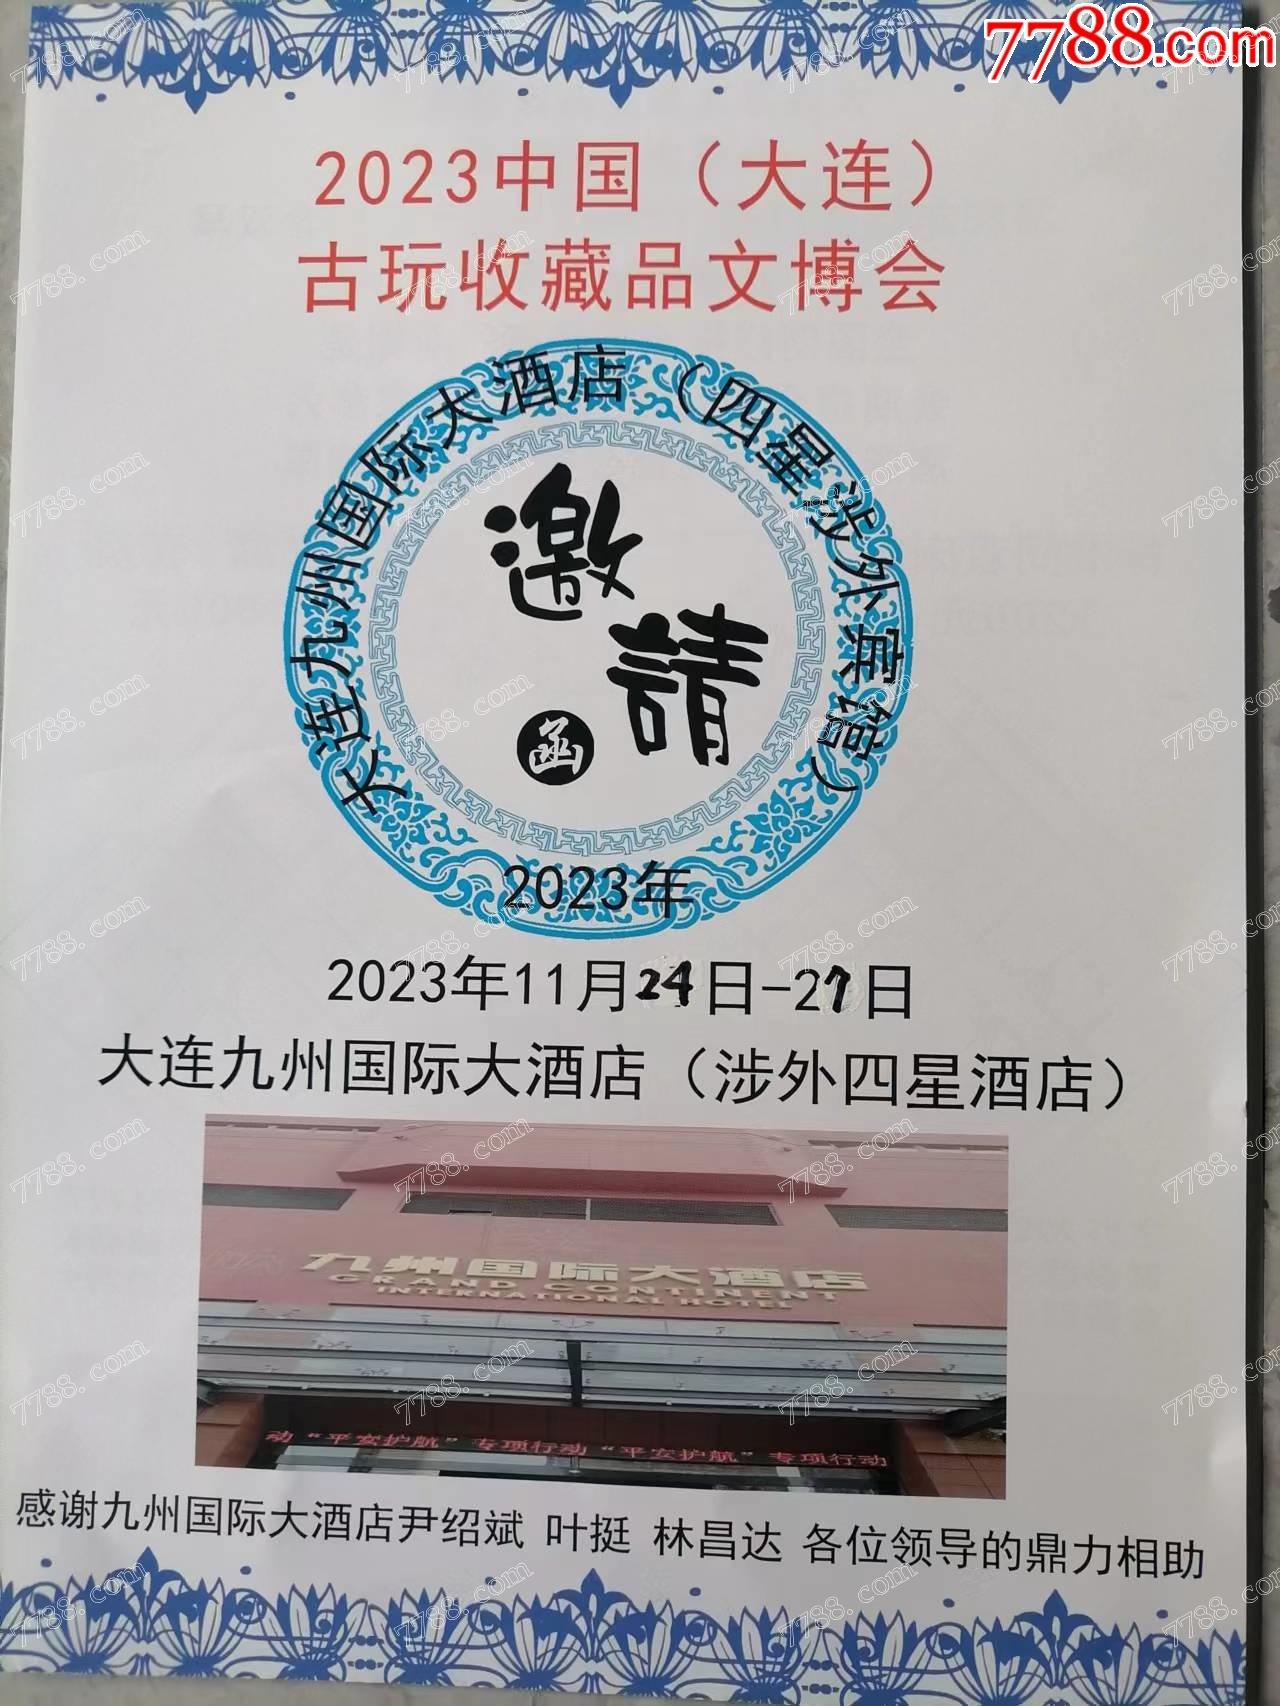 7788.com
2023中国（大连）
古玩收藏品文博会
大连九州国际大酒店（四星涉外宾馆）
邀請
函
2023年
2023年11月24日-27日
大连九州国际大酒店（涉外四星酒店）
九州国际大酒店
GRAND CONTINENT
INTERNATIONAL HOTEL
动“平安护航”专项行动“平安护航”专项行动
感谢九州国际大酒店尹绍斌 叶挺 林昌达 各位领导的鼎力相助